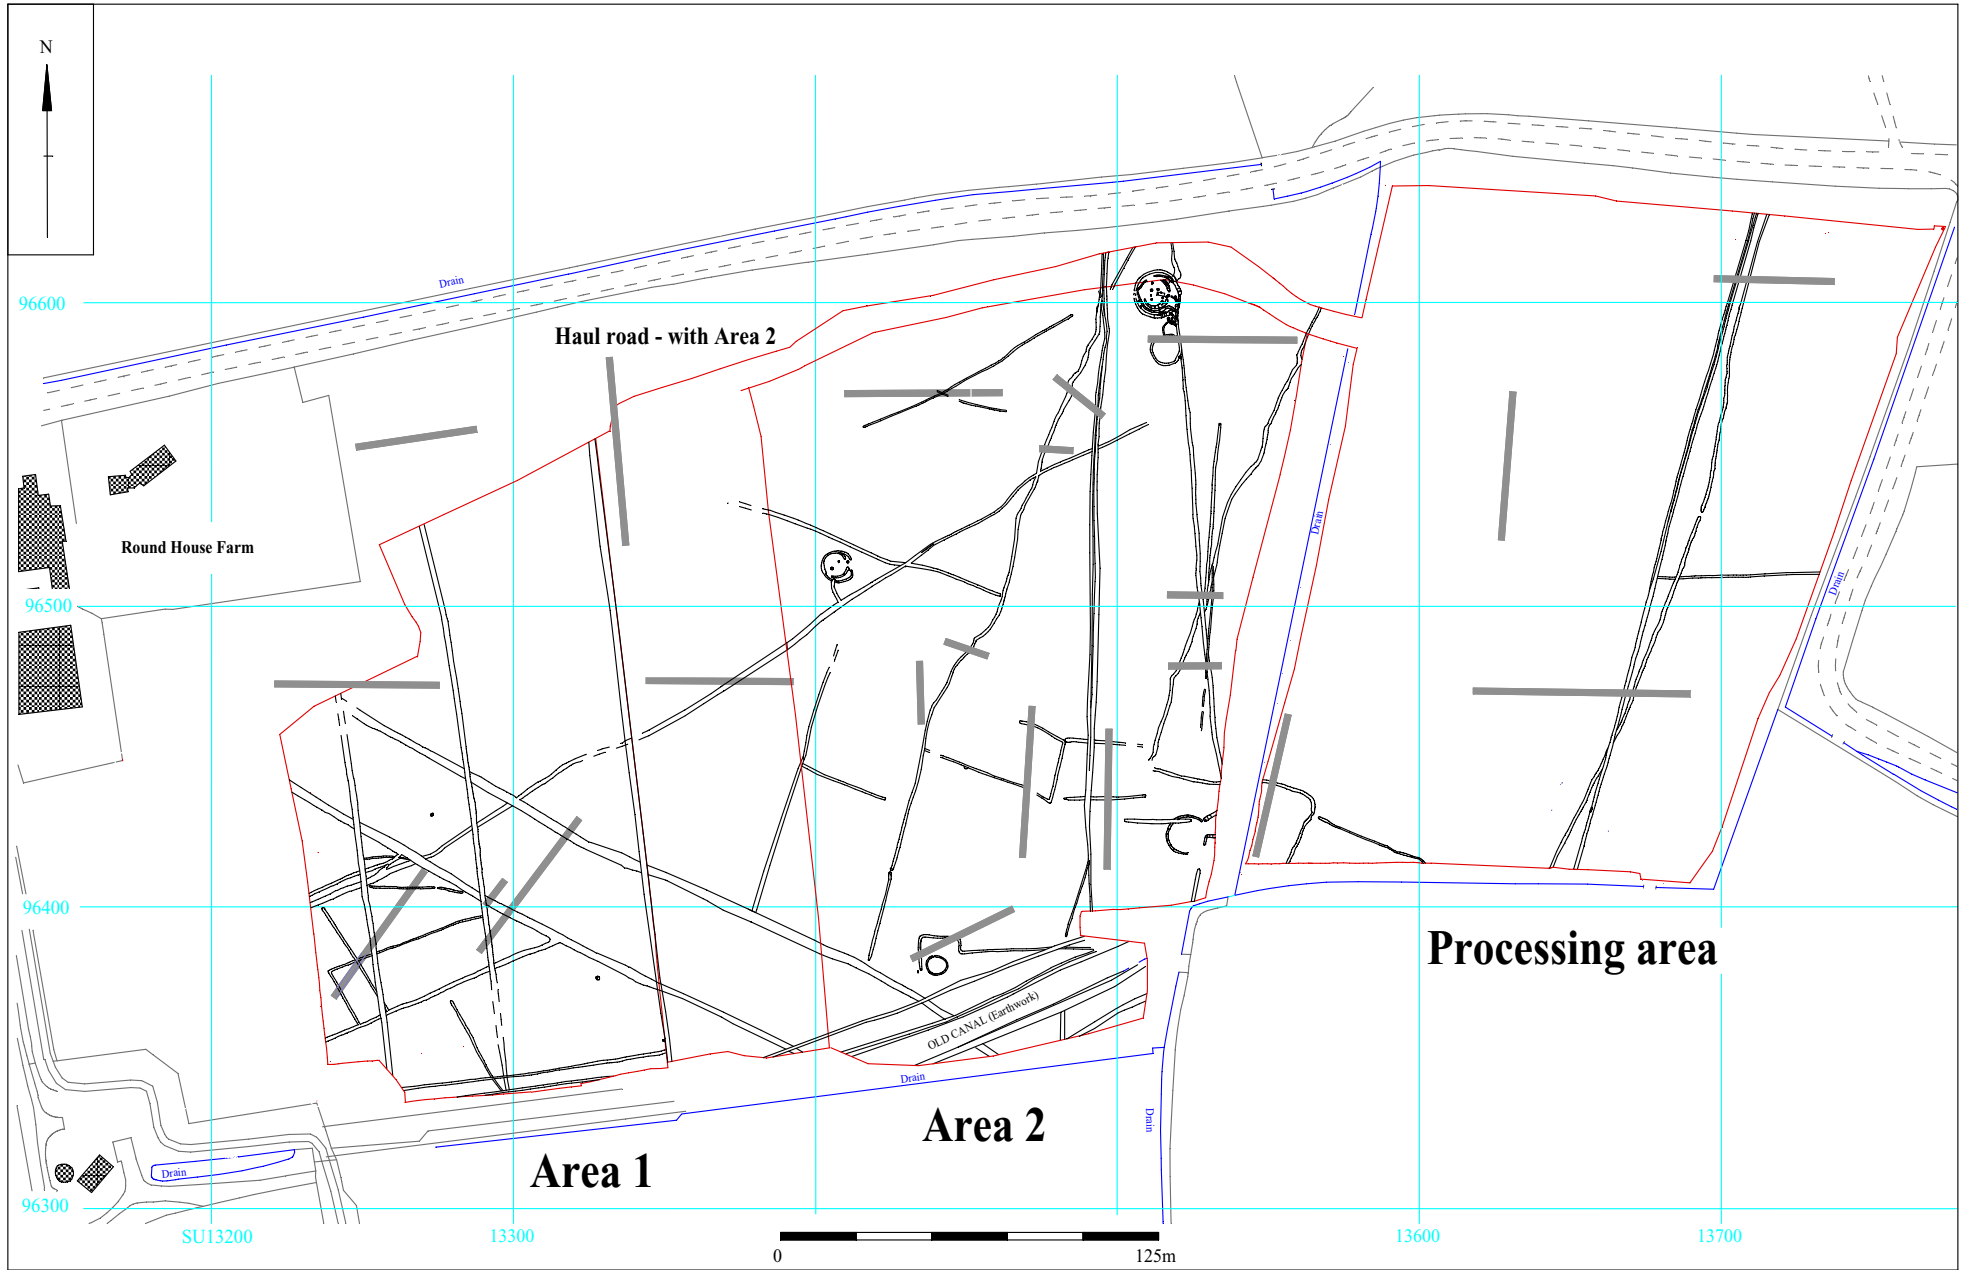 N
Drain
96600
Haul road - with Area 2
Round House Farm
Drain
96500
Drain
96400
Processing area
OLD CANAL (Earthwork)
Drain
Area 2
Drain
Area 1
Drain
96300
SU13200
13300
13600
13700
0
125m